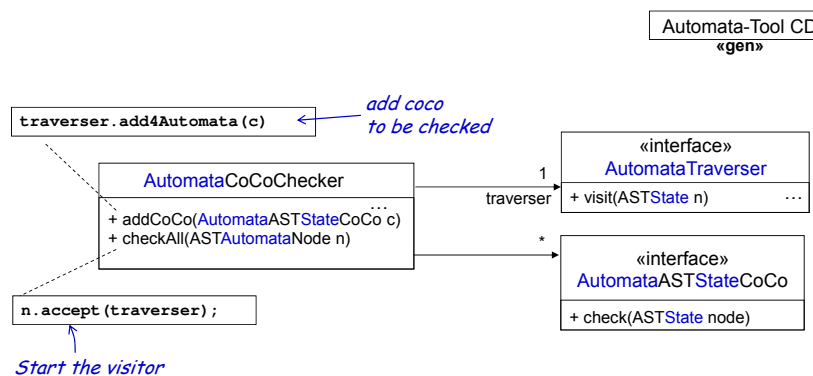 Automata-Tool CD
«gen»
add coco
to be checked
traverser.add4Automata(c)
«interface»
AutomataTraverser
+ visit(ASTState n) ...
AutomataCoCoChecker
...
+ addCoCo(AutomataASTStateCoCo c)
+ checkAll(ASTAutomataNode n)
1
traverser
*
«interface»
AutomataASTStateCoCo
+ check(ASTState node)
n.accept(traverser);
Start the visitor